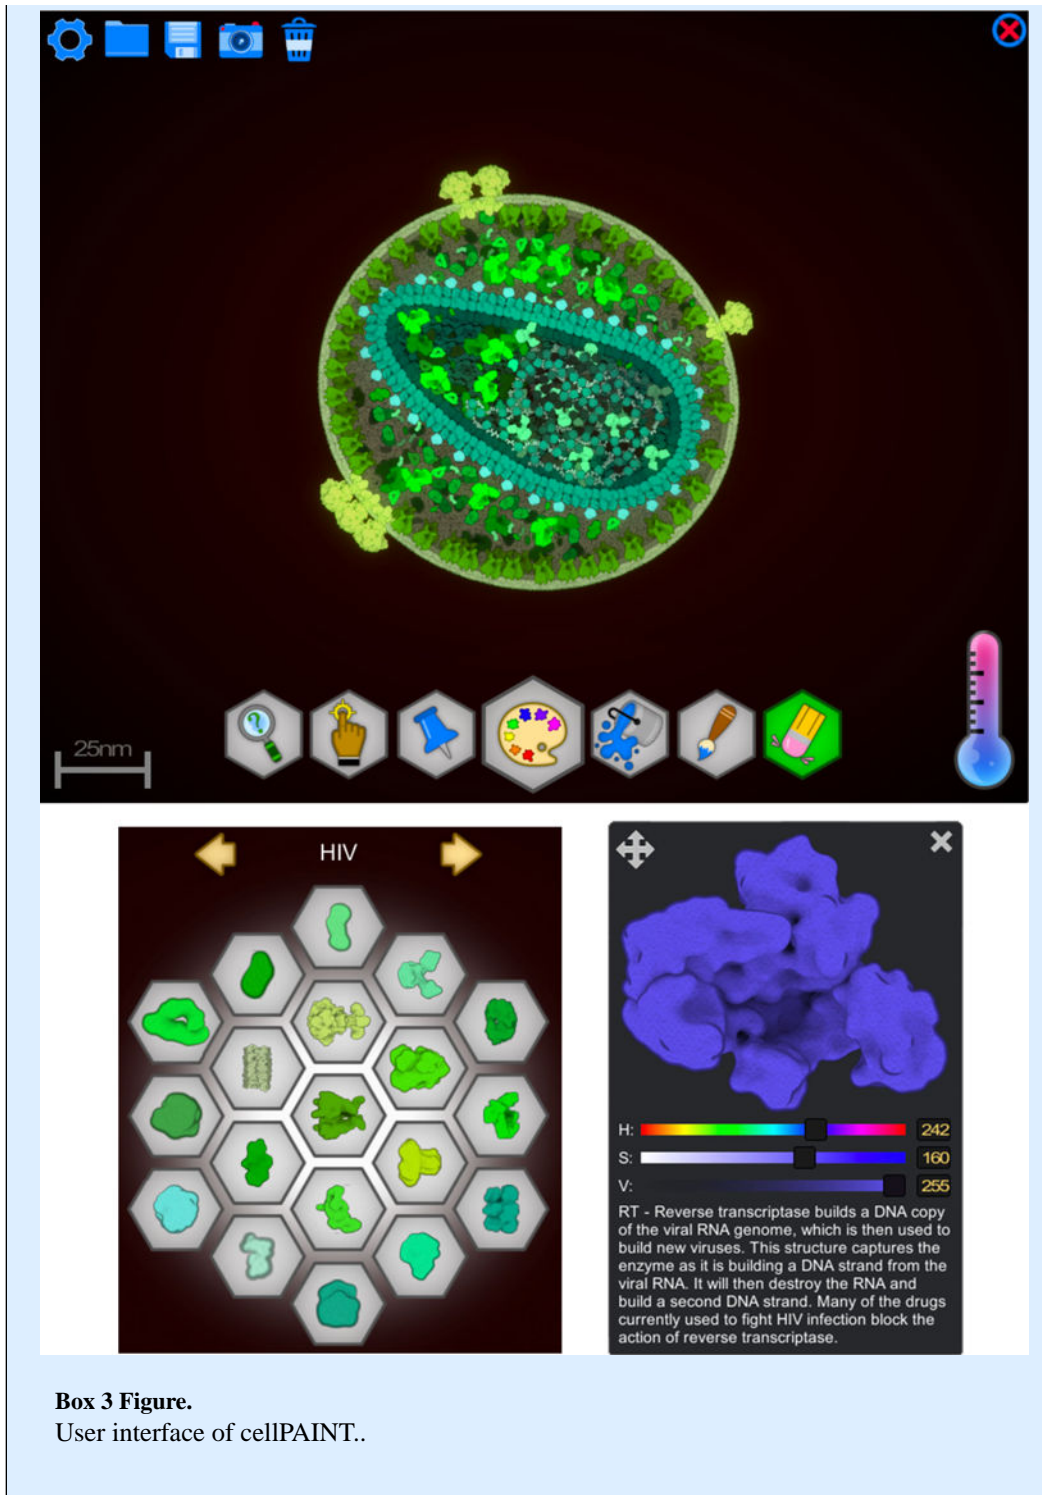 25nm
HIV
H: 242
S: 160
V: 255
RT - Reverse transcriptase builds a DNA copy
of the viral RNA genome, which is then used to
build new viruses. This structure captures the
enzyme as it is building a DNA strand from the
viral RNA. It will then destroy the RNA and
build a second DNA strand. Many of the drugs
currently used to fight HIV infection block the
action of reverse transcriptase.
Box 3 Figure.
User interface of cellPAINT..